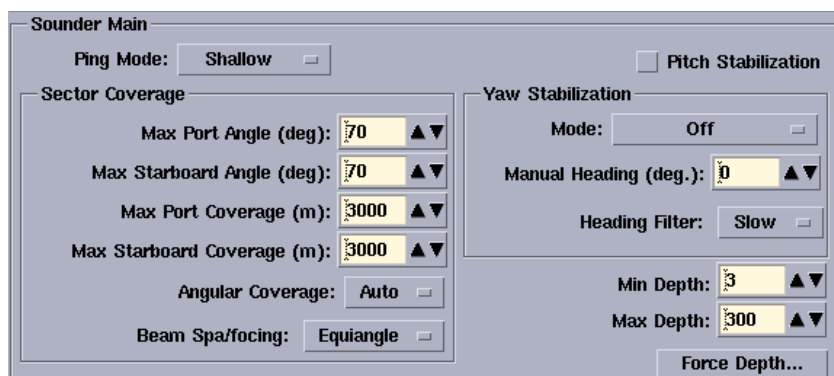 Sounder Main
Ping Mode: Shallow
Pitch Stabilization
Sector Coverage
Max Port Angle (deg): 70
Max Starboard Angle (deg): 70
Max Port Coverage (m): 3000
Max Starboard Coverage (m): 3000
Angular Coverage: Auto
Beam Spa/focing: Equiangle
Yaw Stabilization
Mode: Off
Manual Heading (deg.): 0
Heading Filter: Slow
Min Depth: 3
Max Depth: 300
Force Depth...